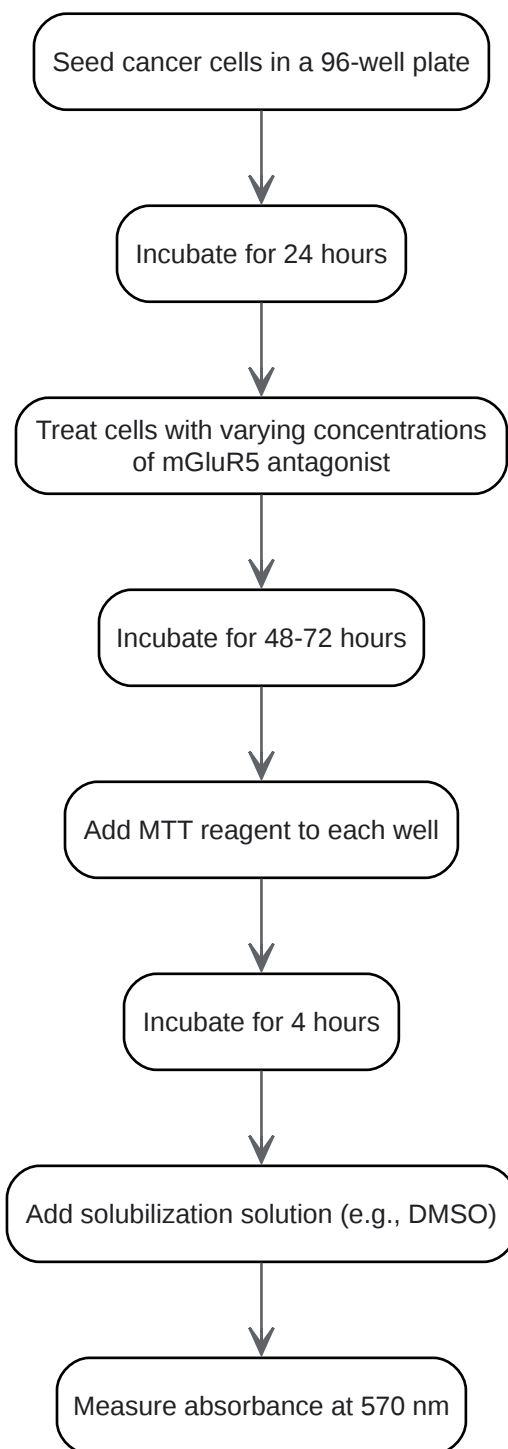 Seed cancer cells in a 96-well plate
Incubate for 24 hours
Treat cells with varying concentrations
of mGluR5 antagonist
Incubate for 48-72 hours
Add MTT reagent to each well
Incubate for 4 hours
Add solubilization solution (e.g., DMSO)
Measure absorbance at 570 nm